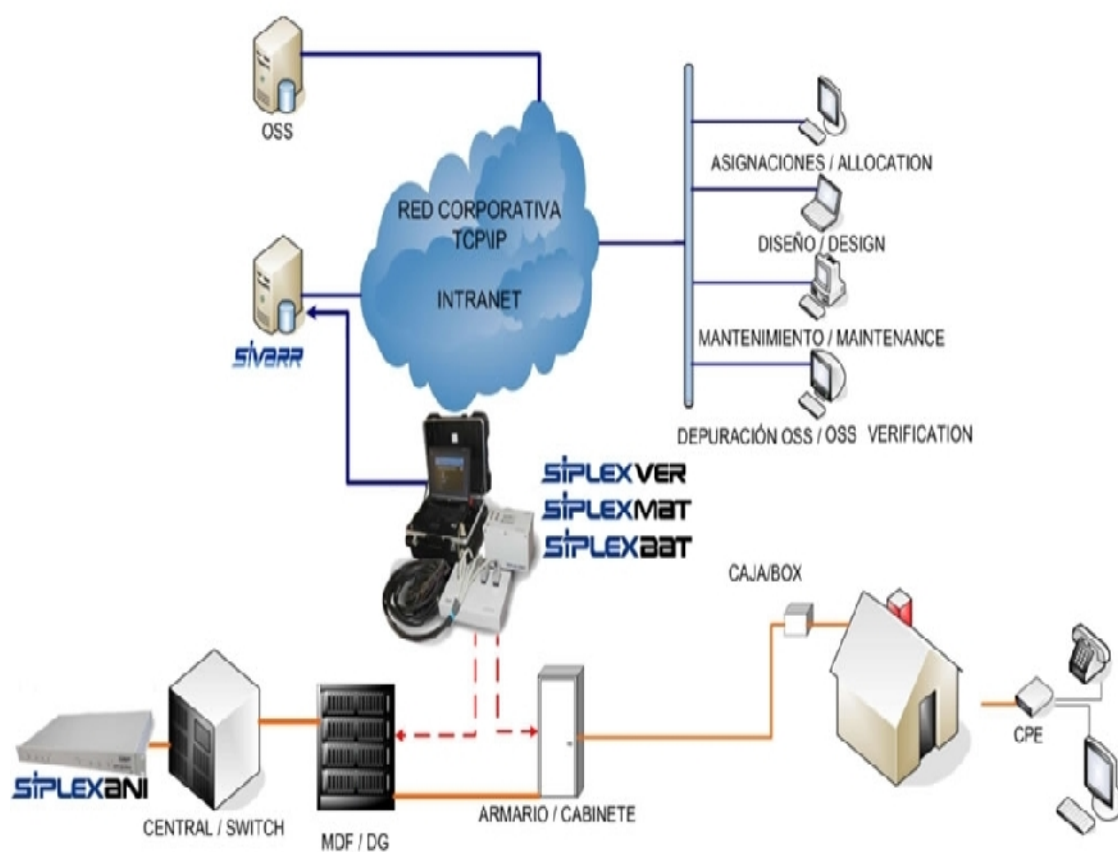 OSS
RED CORPORATIVA
TCP\IP
INTRANET
ASIGNACIONES / ALLOCATION
DISEÑO / DESIGN
MANTENIMIENTO / MAINTENANCE
DEPURACIÓN OSS / OSS VERIFICATION
SIVARR
SIPLEXVER
SIPLEXMAT
SIPLEXBAT
CAJA/BOX
CPE
SIPLEXANI
CENTRAL / SWITCH
MDF / DG
ARMARIO / CABINETE